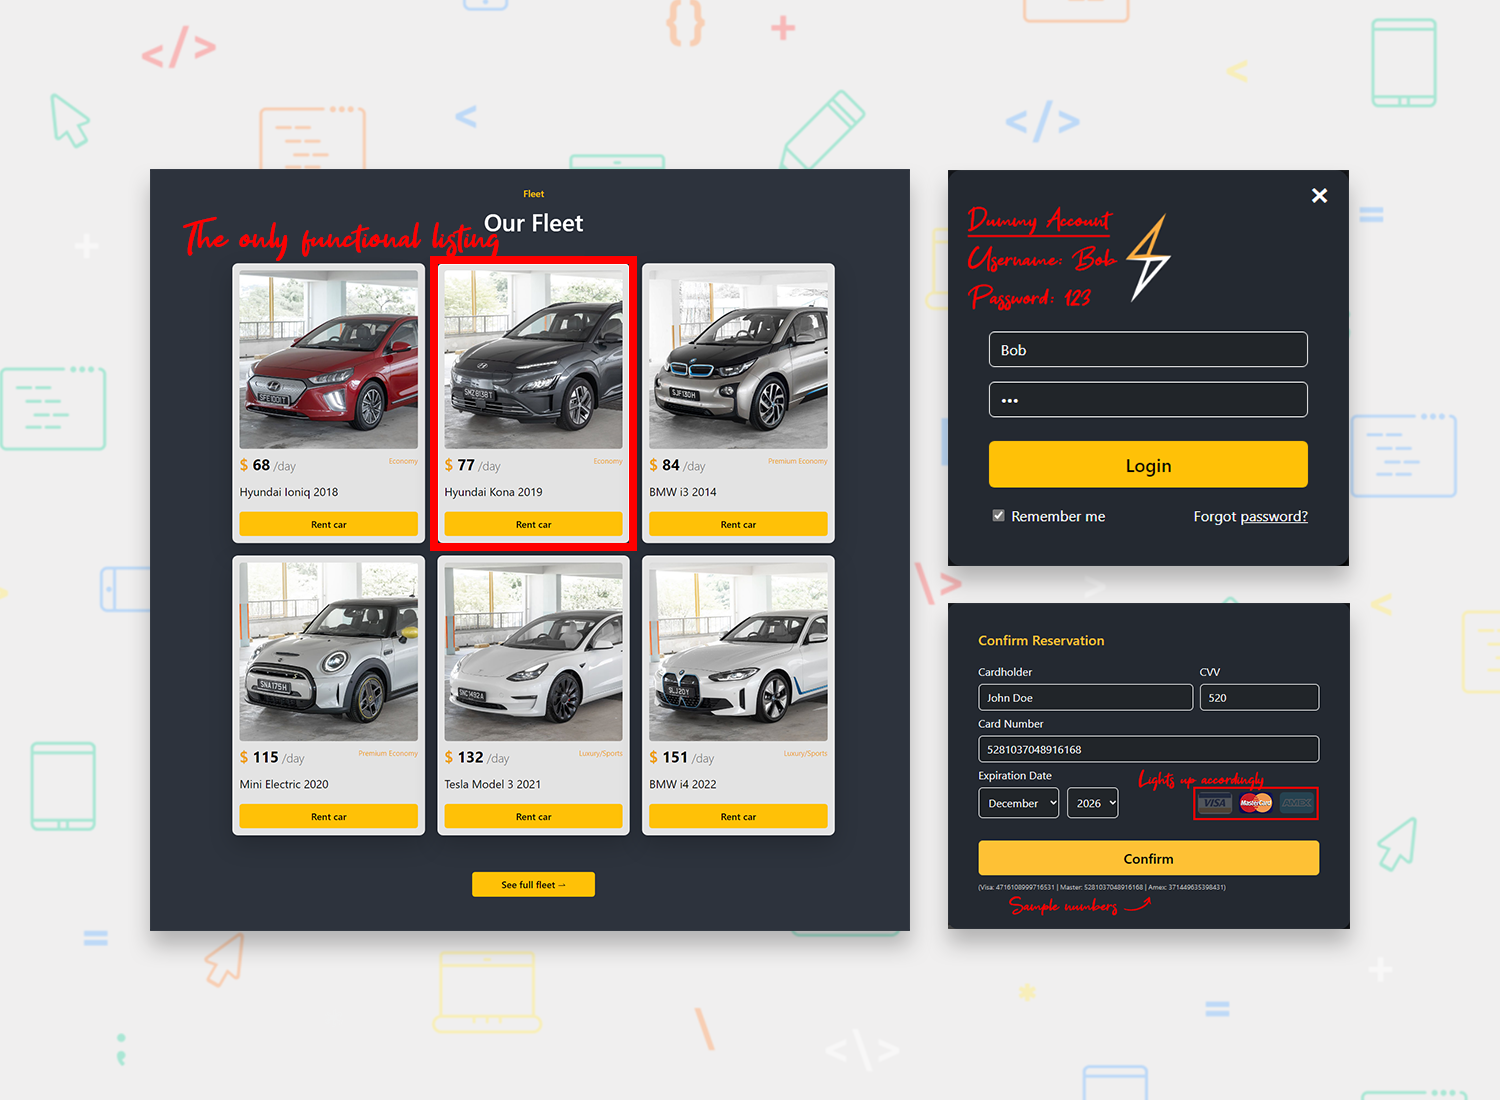 Fleet
Our Fleet
The only functional listing
SFE1001T
SMZ8138T
SJF130H
$ 68 /day Economy
Hyundai Ioniq 2018
Rent car
$ 77 /day Economy
Hyundai Kona 2019
Rent car
$ 84 /day Premium Economy
BMW i3 2014
Rent car
SNA175H
SNC1492A
SLJ20Y
$ 115 /day Premium Economy
Mini Electric 2020
Rent car
$ 132 /day Luxury/Sports
Tesla Model 3 2021
Rent car
$ 151 /day Luxury/Sports
BMW i4 2022
Rent car
See full fleet →
×
Dummy Account
Username: Bob
Password: 123
Bob
•••
Login
Remember me
Forgot password?
Confirm Reservation
Cardholder CVV
John Doe 520
Card Number
5281037048916168
Expiration Date
Lights up accordingly
December 2026
VISA MasterCard AMEX
Confirm
(Visa: 4716108999716531 | Master: 5281037048916168 | Amex: 371449635398431)
Sample numbers